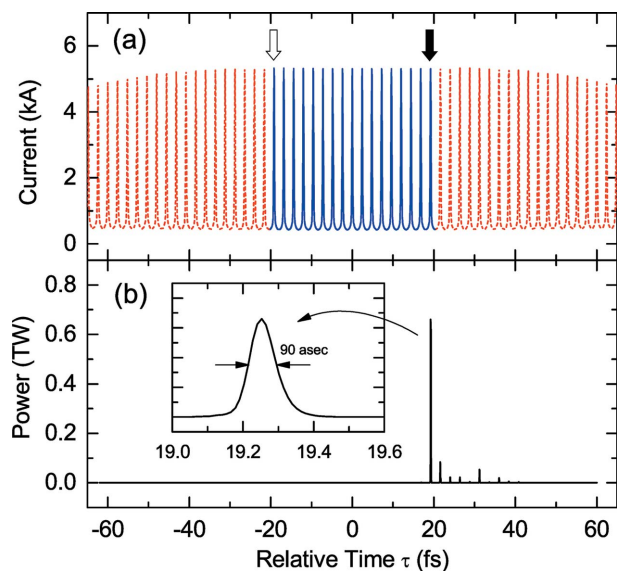 (a)
6
4
2
0
Current (kA)
(b)
0.8
0.6
0.4
0.2
0.0
Power (TW)
90 asec
19.0 19.2 19.4 19.6
-60 -40 -20 0 20 40 60
Relative Time τ (fs)